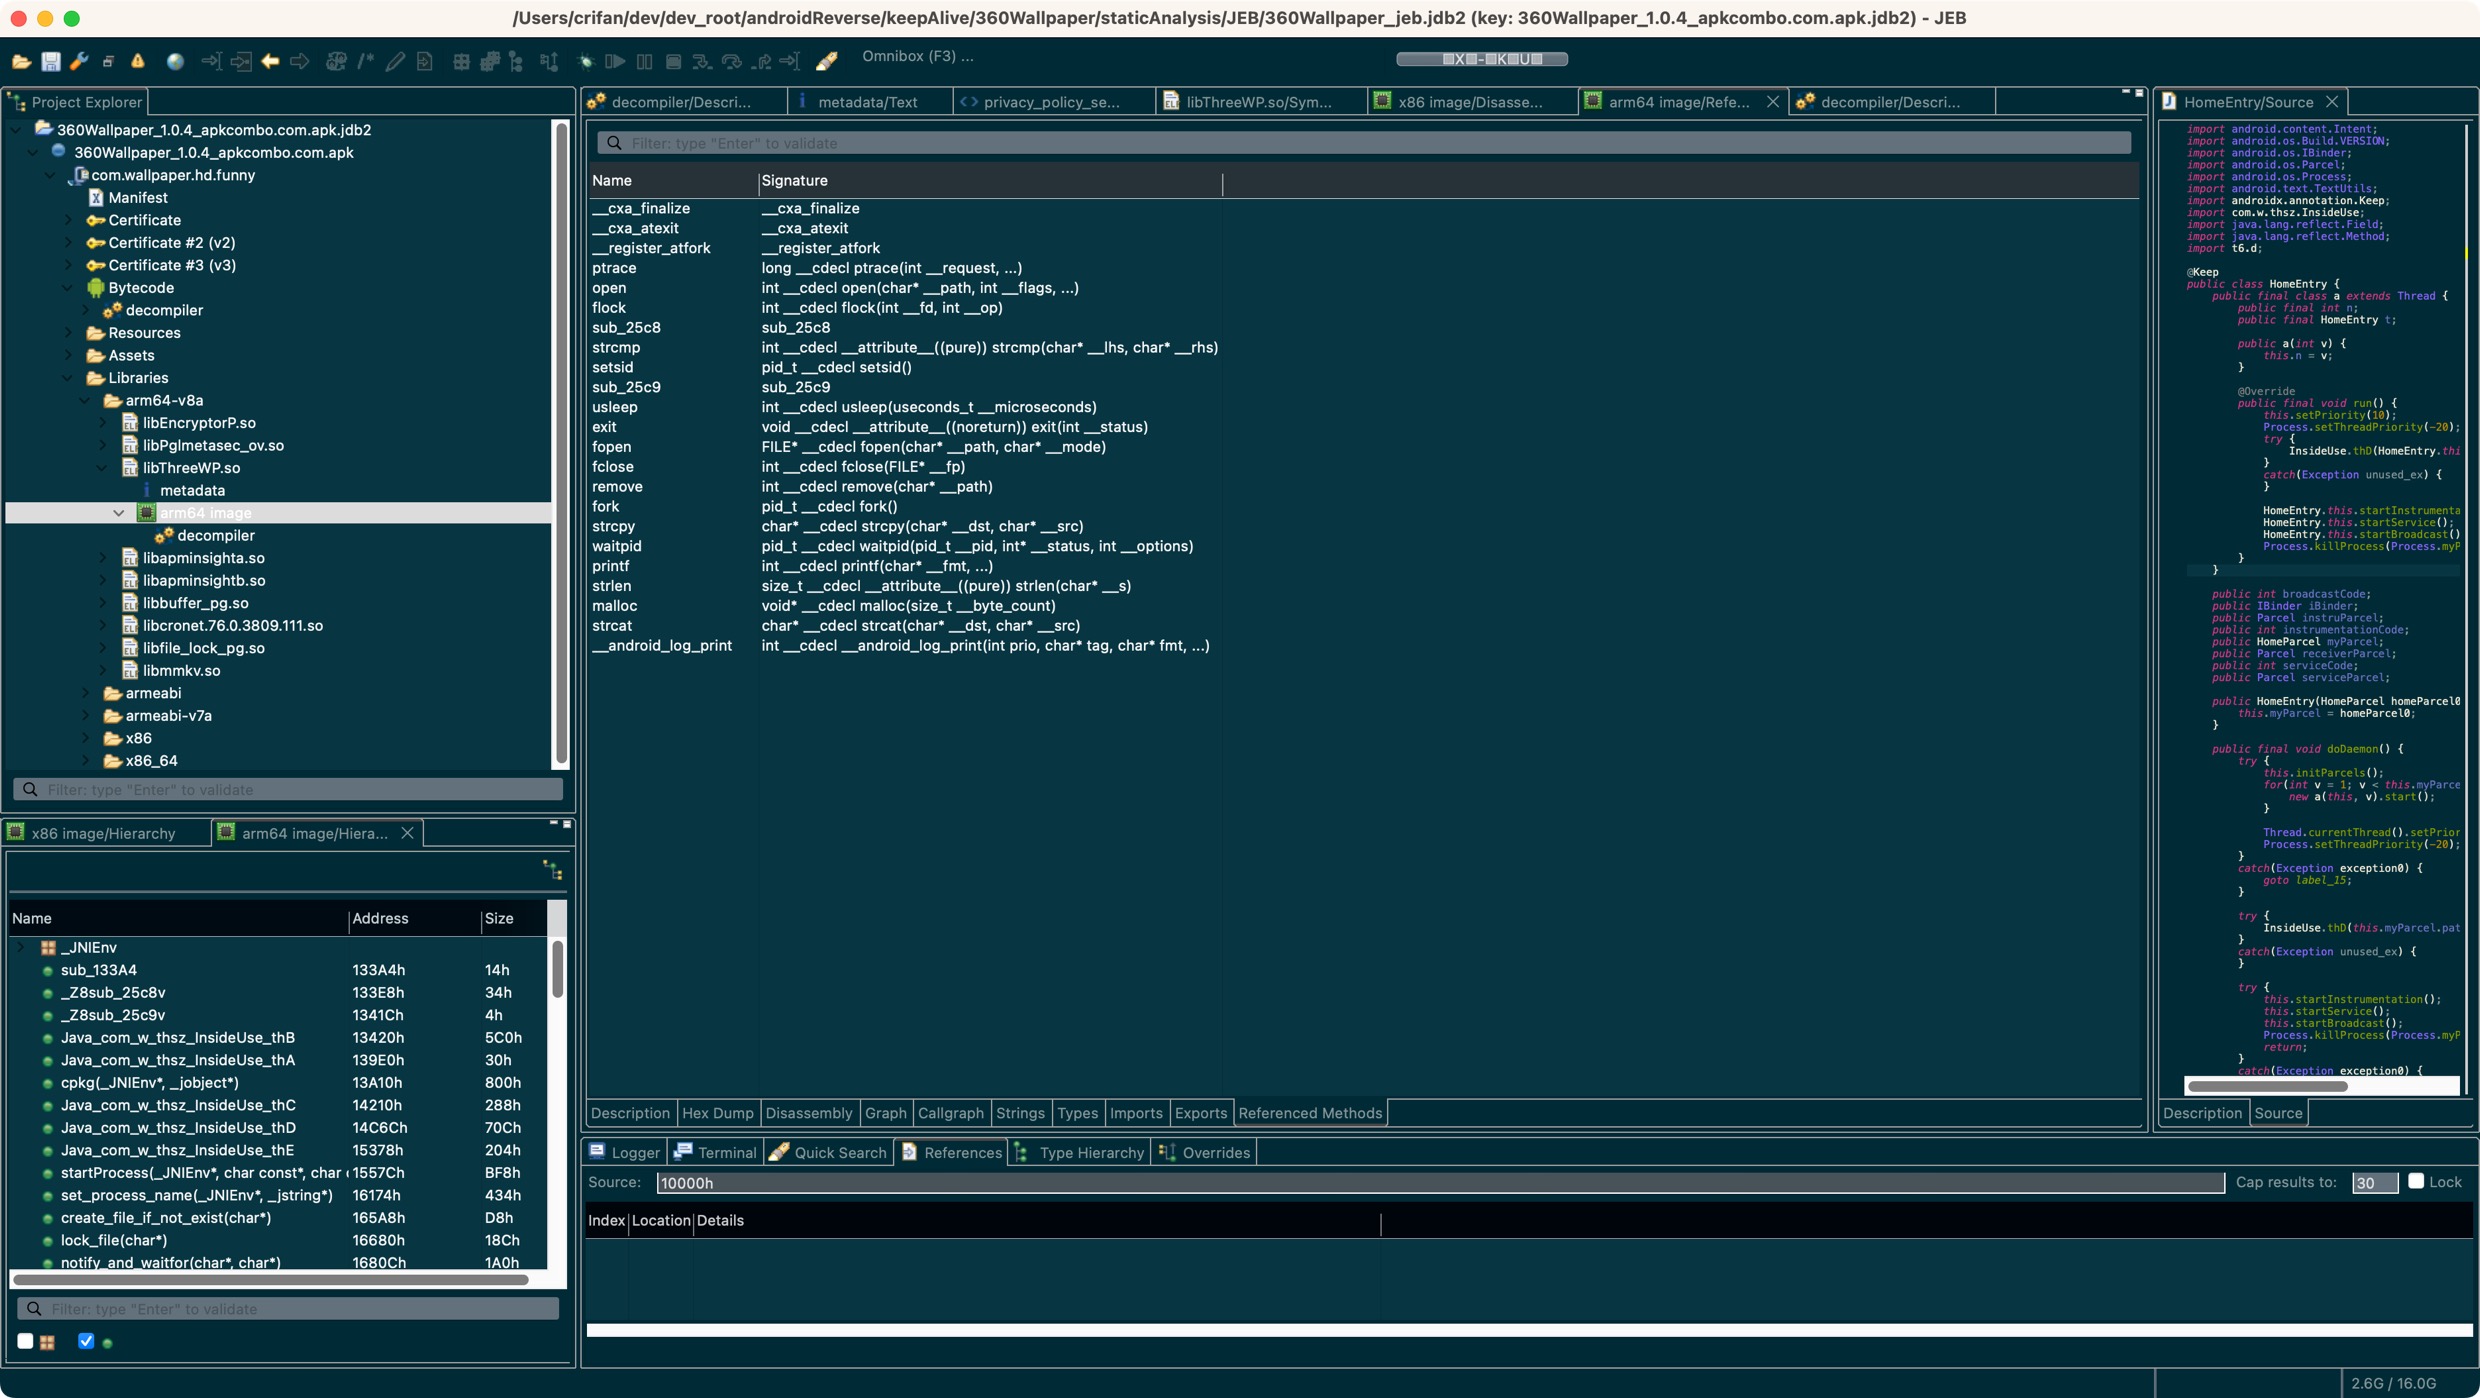 /Users/crifan/dev/dev_root/androidReverse/keepAlive/360Wallpaper/staticAnalysis/JEB/360Wallpaper_jeb.jdb2 (key: 360Wallpaper_1.0.4_apkcombo.com.apk.jdb2) - JEB
Omnibox (F3) ...
Project Explorer
360Wallpaper_1.0.4_apkcombo.com.apk.jdb2
360Wallpaper_1.0.4_apkcombo.com.apk
com.wallpaper.hd.funny
Manifest
Certificate
Certificate #2 (v2)
Certificate #3 (v3)
Bytecode
decompiler
Resources
Assets
Libraries
arm64-v8a
libEncryptorP.so
libPglmetasec_ov.so
libThreeWP.so
metadata
arm64 image
decompiler
libapminsighta.so
libapminsightb.so
libbuffer_pg.so
libcronet.76.0.3809.111.so
libfile_lock_pg.so
libmmkv.so
armeabi
armeabi-v7a
x86
x86_64
Filter: type "Enter" to validate
x86 image/Hierarchy arm64 image/Hiera...
Name Address Size
_JNIEnv
sub_133A4 133A4h 14h
_Z8sub_25c8v 133E8h 34h
_Z8sub_25c9v 1341Ch 4h
Java_com_w_thsz_InsideUse_thB 13420h 5C0h
Java_com_w_thsz_InsideUse_thA 139E0h 30h
cpkg(_JNIEnv*, _jobject*) 13A10h 800h
Java_com_w_thsz_InsideUse_thC 14210h 288h
Java_com_w_thsz_InsideUse_thD 14C6Ch 70Ch
Java_com_w_thsz_InsideUse_thE 15378h 204h
startProcess(_JNIEnv*, char const*, char 1557Ch BF8h
set_process_name(_JNIEnv*, _jstring*) 16174h 434h
create_file_if_not_exist(char*) 165A8h D8h
lock_file(char*) 16680h 18Ch
notify_and_waitfor(char*, char*) 1680Ch 1A0h
Filter: type "Enter" to validate
decompiler/Descri... metadata/Text privacy_policy_se... libThreeWP.so/Sym... x86 image/Disasse... arm64 image/Refe... decompiler/Descri...
Filter: type "Enter" to validate
Name Signature
__cxa_finalize __cxa_finalize
__cxa_atexit __cxa_atexit
__register_atfork __register_atfork
ptrace long __cdecl ptrace(int __request, ...)
open int __cdecl open(char* __path, int __flags, ...)
flock int __cdecl flock(int __fd, int __op)
sub_25c8 sub_25c8
strcmp int __cdecl __attribute__((pure)) strcmp(char* __lhs, char* __rhs)
setsid pid_t __cdecl setsid()
sub_25c9 sub_25c9
usleep int __cdecl usleep(useconds_t __microseconds)
exit void __cdecl __attribute__((noreturn)) exit(int __status)
fopen FILE* __cdecl fopen(char* __path, char* __mode)
fclose int __cdecl fclose(FILE* __fp)
remove int __cdecl remove(char* __path)
fork pid_t __cdecl fork()
strcpy char* __cdecl strcpy(char* __dst, char* __src)
waitpid pid_t __cdecl waitpid(pid_t __pid, int* __status, int __options)
printf int __cdecl printf(char* __fmt, ...)
strlen size_t __cdecl __attribute__((pure)) strlen(char* __s)
malloc void* __cdecl malloc(size_t __byte_count)
strcat char* __cdecl strcat(char* __dst, char* __src)
__android_log_print int __cdecl __android_log_print(int prio, char* tag, char* fmt, ...)
Description Hex Dump Disassembly Graph Callgraph Strings Types Imports Exports Referenced Methods
Logger Terminal Quick Search References Type Hierarchy Overrides
Source: 10000h Cap results to: 30 Lock
Index Location Details
HomeEntry/Source
import android.content.Intent;
import android.os.Build.VERSION;
import android.os.IBinder;
import android.os.Parcel;
import android.os.Process;
import android.text.TextUtils;
import androidx.annotation.Keep;
import com.w.thsz.InsideUse;
import java.lang.reflect.Field;
import java.lang.reflect.Method;
import t6.d;
@Keep
public class HomeEntry {
public final class a extends Thread {
public final int n;
public final HomeEntry t;
public a(int v) {
this.n = v;
}
@Override
public final void run() {
this.setPriority(10);
Process.setThreadPriority(-20);
try {
InsideUse.thD(HomeEntry.thi
}
catch(Exception unused_ex) {
}
HomeEntry.this.startInstrumenta
HomeEntry.this.startService();
HomeEntry.this.startBroadcast()
Process.killProcess(Process.myP
}
}
public int broadcastCode;
public IBinder iBinder;
public Parcel instruParcel;
public int instrumentationCode;
public HomeParcel myParcel;
public Parcel receiverParcel;
public int serviceCode;
public Parcel serviceParcel;
public HomeEntry(HomeParcel homeParcel0
this.myParcel = homeParcel0;
}
public final void doDaemon() {
try {
this.initParcels();
for(int v = 1; v < this.myParce
new a(this, v).start();
}
Thread.currentThread().setPrior
Process.setThreadPriority(-20);
}
catch(Exception exception0) {
goto label_15;
}
try {
InsideUse.thD(this.myParcel.pat
}
catch(Exception unused_ex) {
}
try {
this.startInstrumentation();
this.startService();
this.startBroadcast();
Process.killProcess(Process.myP
return;
}
catch(Exception exception0) {
Description Source
2.6G / 16.0G